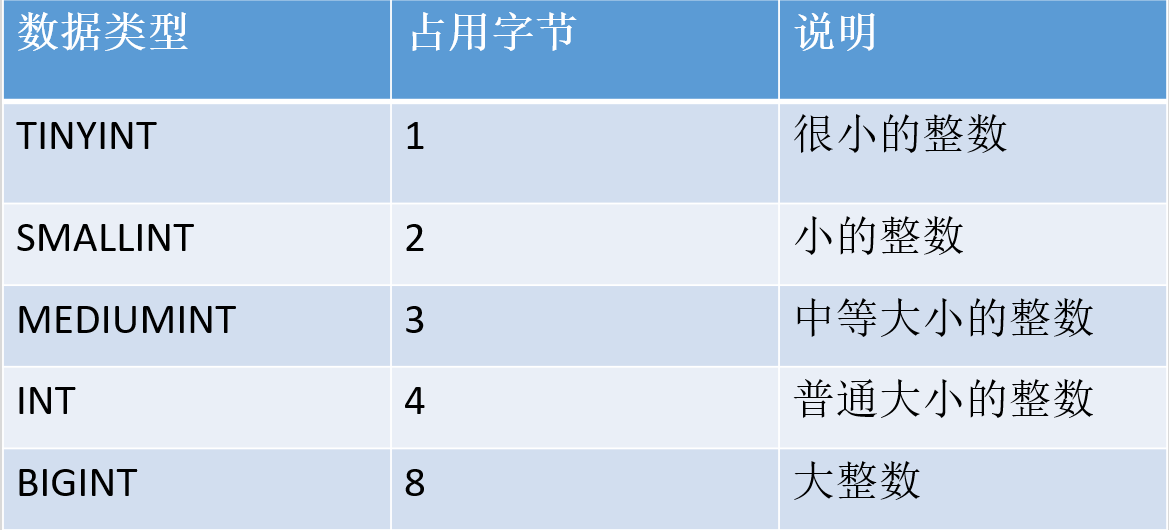 数据类型 占用字节 说明
TINYINT 1 很小的整数
SMALLINT 2 小的整数
MEDIUMINT 3 中等大小的整数
INT 4 普通大小的整数
BIGINT 8 大整数